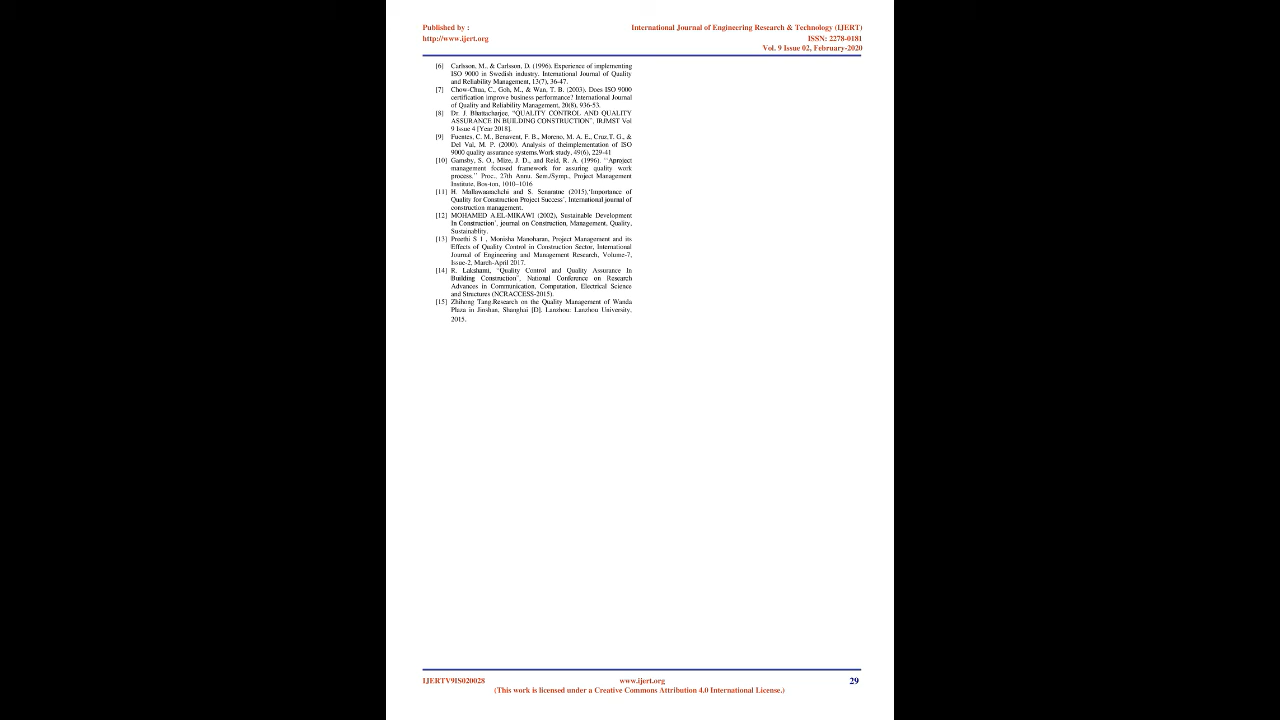 Published by :
http://www.ijert.org
International Journal of Engineering Research & Technology (IJERT)
ISSN: 2278-0181
Vol. 9 Issue 02, February-2020
[6] Carlsson, M., & Carlsson, D. (1996). Experience of implementing
ISO 9000 in Swedish industry. International Journal of Quality
and Reliability Management, 13(7), 36-47.
[7] Chow-Chua, C., Goh, M., & Wan, T. B. (2003). Does ISO 9000
certification improve business performance? International Journal
of Quality and Reliability Management, 20(8), 936-53.
[8] Dr. J. Bhattacharjee, "QUALITY CONTROL AND QUALITY
ASSURANCE IN BUILDING CONSTRUCTION", IRJMST Vol
9 Issue 4 [Year 2018].
[9] Fuentes, C. M., Benavent, F. B., Moreno, M. A. E., Cruz,T. G., &
Del Val, M. P. (2000). Analysis of theimplementation of ISO
9000 quality assurance systems.Work study, 49(6), 229-41
[10] Gamsby, S. O., Mize, J. D., and Reid, R. A. (1996). ‘‘Aproject
management focused framework for assuring quality work
process.’’ Proc., 27th Annu. Sem./Symp., Project Management
Institute, Bos-ton, 1010–1016
[11] H. Mallawaarachchi and S. Senaratne (2015),‘Importance of
Quality for Construction Project Success’, International journal of
construction management.
[12] MOHAMED A.EL-MIKAWI (2002), Sustainable Development
In Construction’, journal on Construction, Management, Quality,
Sustainablity.
[13] Preethi S 1 , Monisha Manoharan, Project Management and its
Effects of Quality Control in Construction Sector, International
Journal of Engineering and Management Research, Volume-7,
Issue-2, March-April 2017.
[14] R. Lakshami, "Quality Control and Quality Assurance In
Building Construction", National Conference on Research
Advances in Communication, Computation, Electrical Science
and Structures (NCRACCESS-2015).
[15] Zhihong Tang.Research on the Quality Management of Wanda
Plaza in Jinshan, Shanghai [D]. Lanzhou: Lanzhou University,
2015.
IJERTV9IS020028
www.ijert.org
29
(This work is licensed under a Creative Commons Attribution 4.0 International License.)